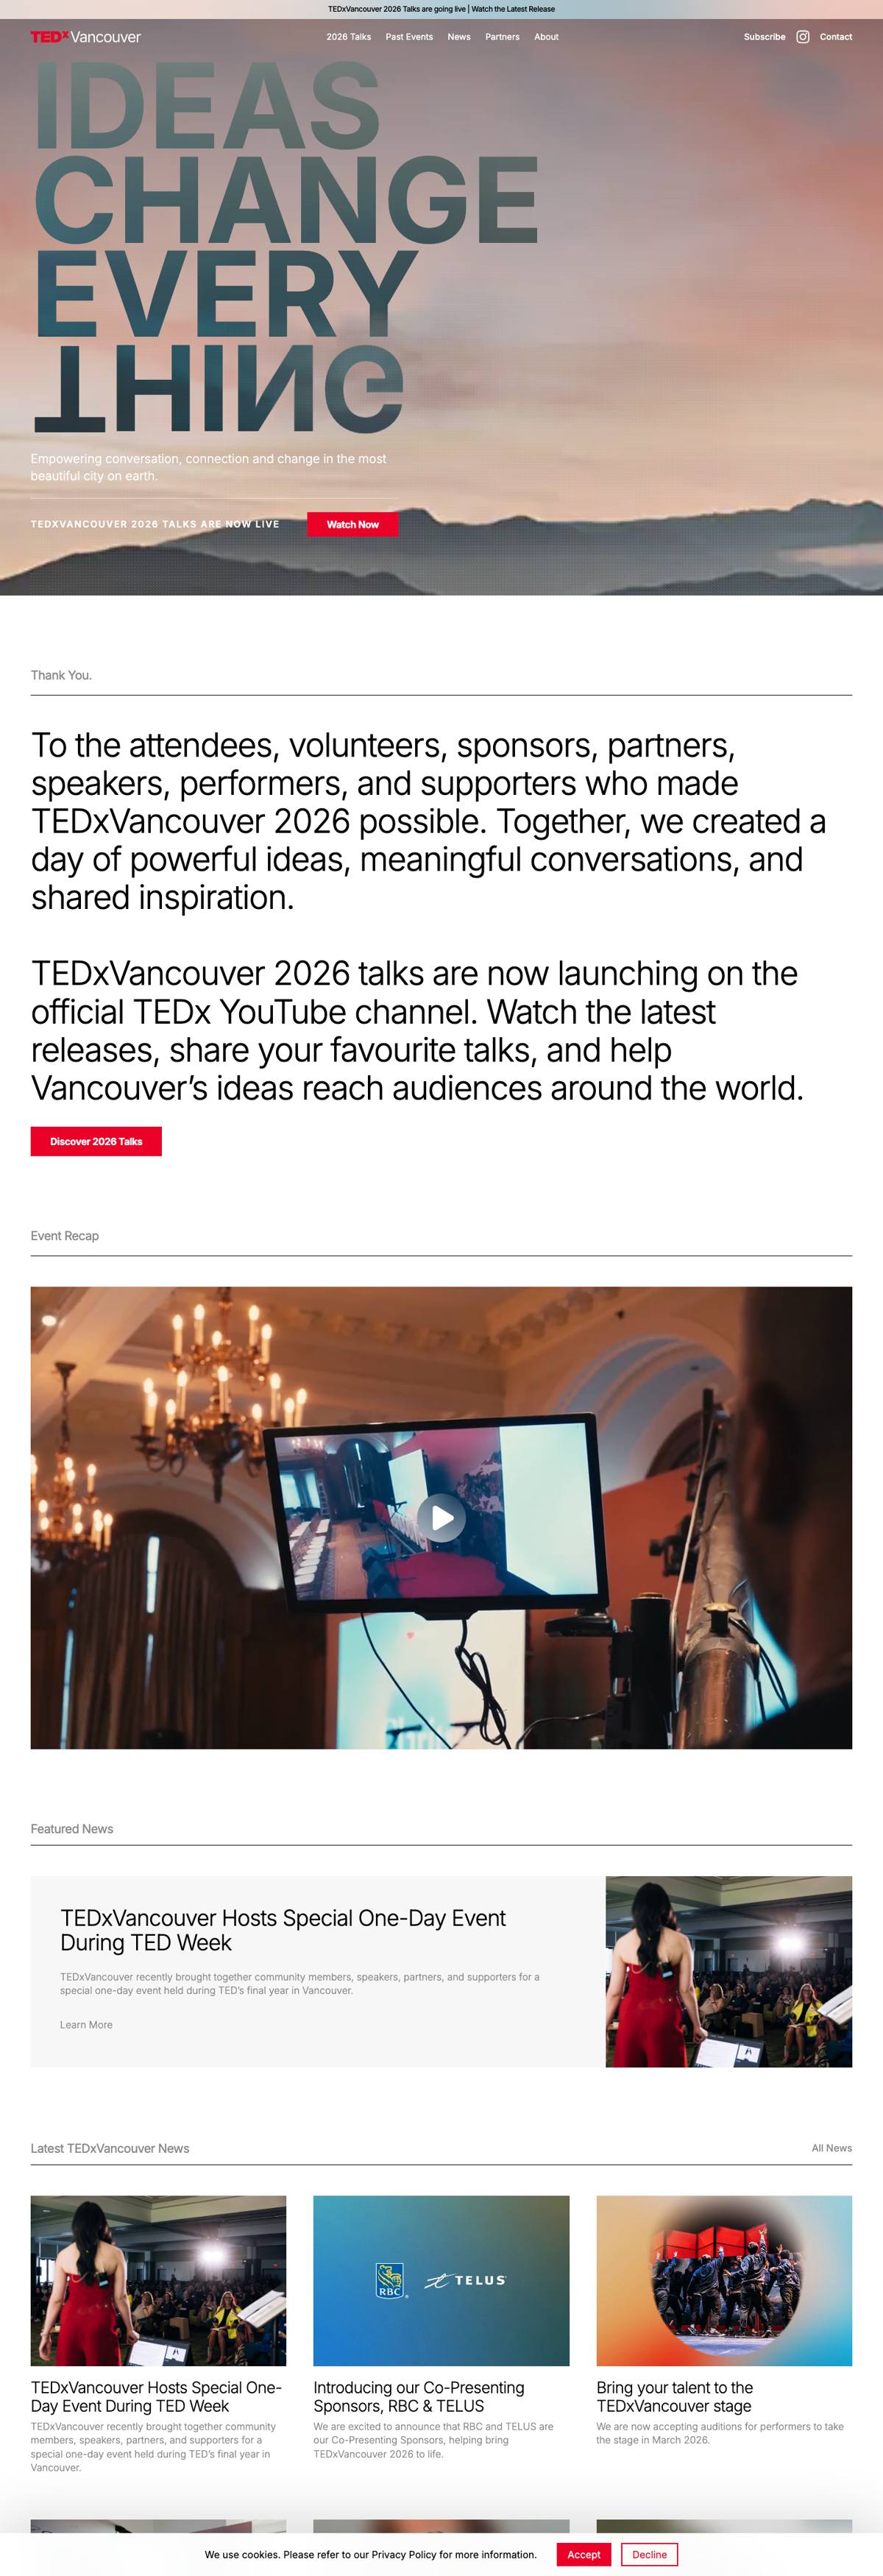 TEDxVancouver 2026 Talks are going live | Watch the Latest Release
TEDx Vancouver
2026 Talks Past Events News Partners About
Subscribe Contact
IDEAS
CHANGE
EVERY
THING
Empowering conversation, connection and change in the most
beautiful city on earth.
TEDXVANCOUVER 2026 TALKS ARE NOW LIVE
Watch Now
Thank You.
To the attendees, volunteers, sponsors, partners,
speakers, performers, and supporters who made
TEDxVancouver 2026 possible. Together, we created a
day of powerful ideas, meaningful conversations, and
shared inspiration.
TEDxVancouver 2026 talks are now launching on the
official TEDx YouTube channel. Watch the latest
releases, share your favourite talks, and help
Vancouver’s ideas reach audiences around the world.
Discover 2026 Talks
Event Recap
Featured News
TEDxVancouver Hosts Special One-Day Event
During TED Week
TEDxVancouver recently brought together community members, speakers, partners, and supporters for a
special one-day event held during TED’s final year in Vancouver.
Learn More
Latest TEDxVancouver News
All News
RBC
TELUS
TEDxVancouver Hosts Special One-
Day Event During TED Week
TEDxVancouver recently brought together community
members, speakers, partners, and supporters for a
special one-day event held during TED’s final year in
Vancouver.
Introducing our Co-Presenting
Sponsors, RBC & TELUS
We are excited to announce that RBC and TELUS are
our Co-Presenting Sponsors, helping bring
TEDxVancouver 2026 to life.
Bring your talent to the
TEDxVancouver stage
We are now accepting auditions for performers to take
the stage in March 2026.
We use cookies. Please refer to our Privacy Policy for more information.
Accept
Decline